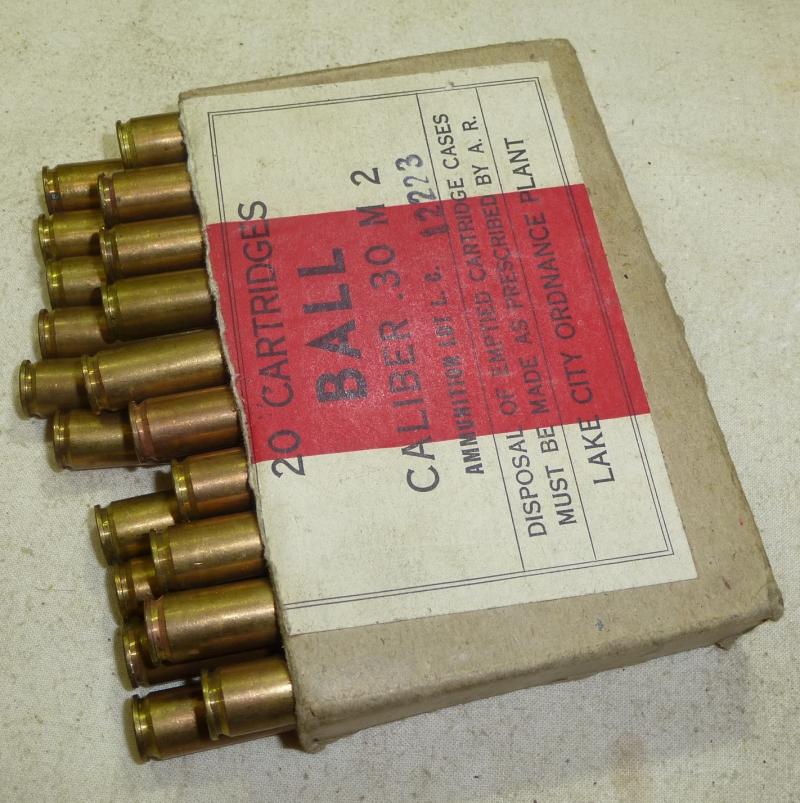 20 CARTRIDGES
BALL
CALIBER .30 M 2
AMMUNITION LOT L. C. 12223
DISPOSAL OF EMPTIED CARTRIDGE CASES
MUST BE MADE AS PRESCRIBED BY A. R.
LAKE CITY ORDNANCE PLANT